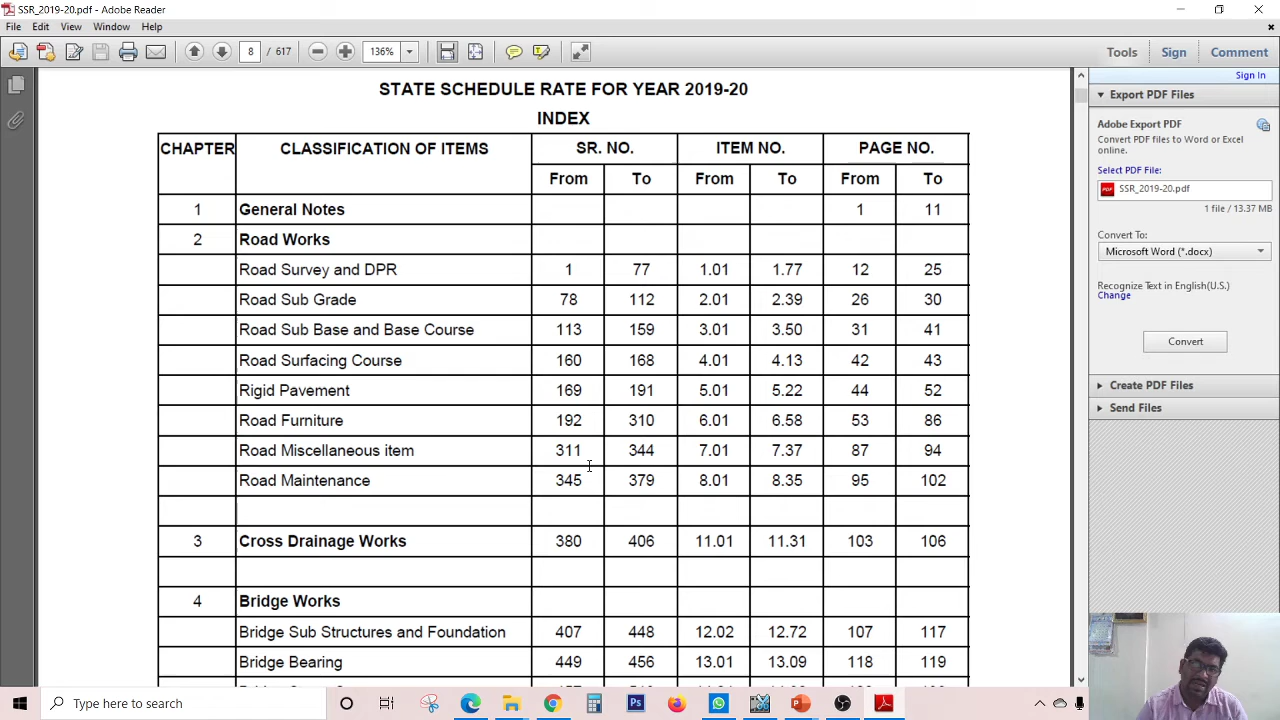 SSR_2019-20.pdf - Adobe Reader
File Edit View Window Help
8 / 617 136% Tools Sign Comment
Sign In
STATE SCHEDULE RATE FOR YEAR 2019-20
INDEX
CHAPTER CLASSIFICATION OF ITEMS SR. NO. ITEM NO. PAGE NO.
From To From To From To
1 General Notes 1 11
2 Road Works
Road Survey and DPR 1 77 1.01 1.77 12 25
Road Sub Grade 78 112 2.01 2.39 26 30
Road Sub Base and Base Course 113 159 3.01 3.50 31 41
Road Surfacing Course 160 168 4.01 4.13 42 43
Rigid Pavement 169 191 5.01 5.22 44 52
Road Furniture 192 310 6.01 6.58 53 86
Road Miscellaneous item 311 344 7.01 7.37 87 94
Road Maintenance 345 379 8.01 8.35 95 102
3 Cross Drainage Works 380 406 11.01 11.31 103 106
4 Bridge Works
Bridge Sub Structures and Foundation 407 448 12.02 12.72 107 117
Bridge Bearing 449 456 13.01 13.09 118 119
Export PDF Files
Adobe Export PDF
Convert PDF files to Word or Excel
online.
Select PDF File:
SSR_2019-20.pdf
1 file / 13.37 MB
Convert To:
Microsoft Word (*.docx)
Recognize Text in English(U.S.)
Change
Convert
Create PDF Files
Send Files
Type here to search